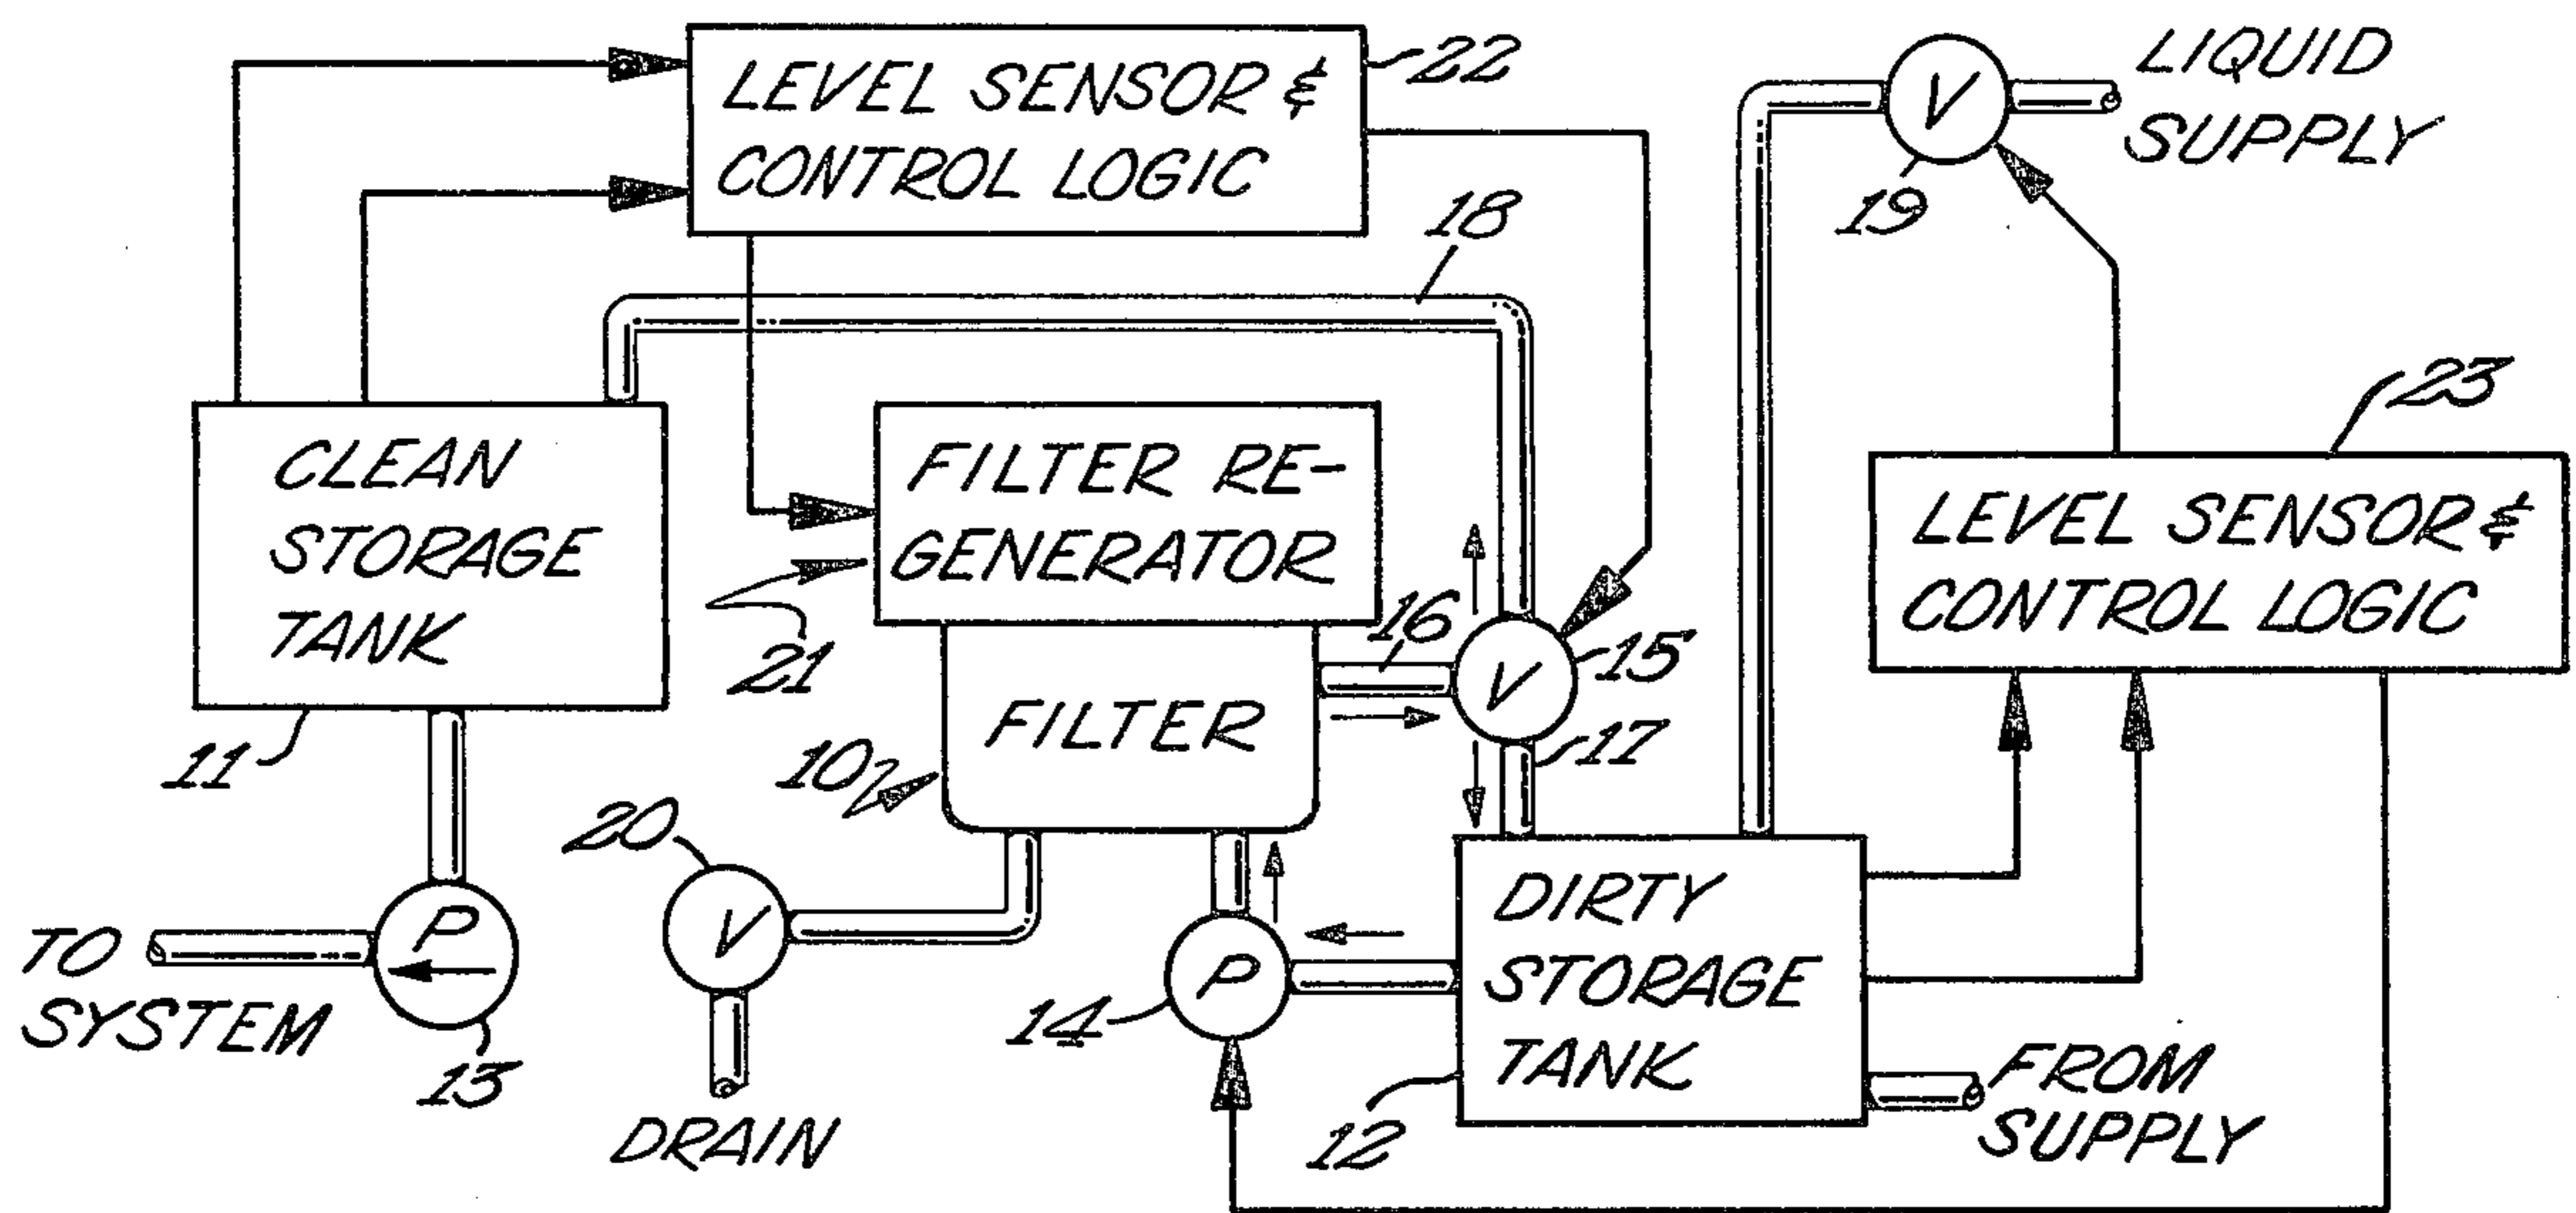 LEVEL SENSOR &
CONTROL LOGIC
22
V
19
LIQUID
SUPPLY
18
CLEAN
STORAGE
TANK
11
FILTER RE-
GENERATOR
21
FILTER
10
16
V
15
17
LEVEL SENSOR &
CONTROL LOGIC
23
20
V
DRAIN
TO
SYSTEM
P
13
P
14
DIRTY
STORAGE
TANK
12
FROM
SUPPLY